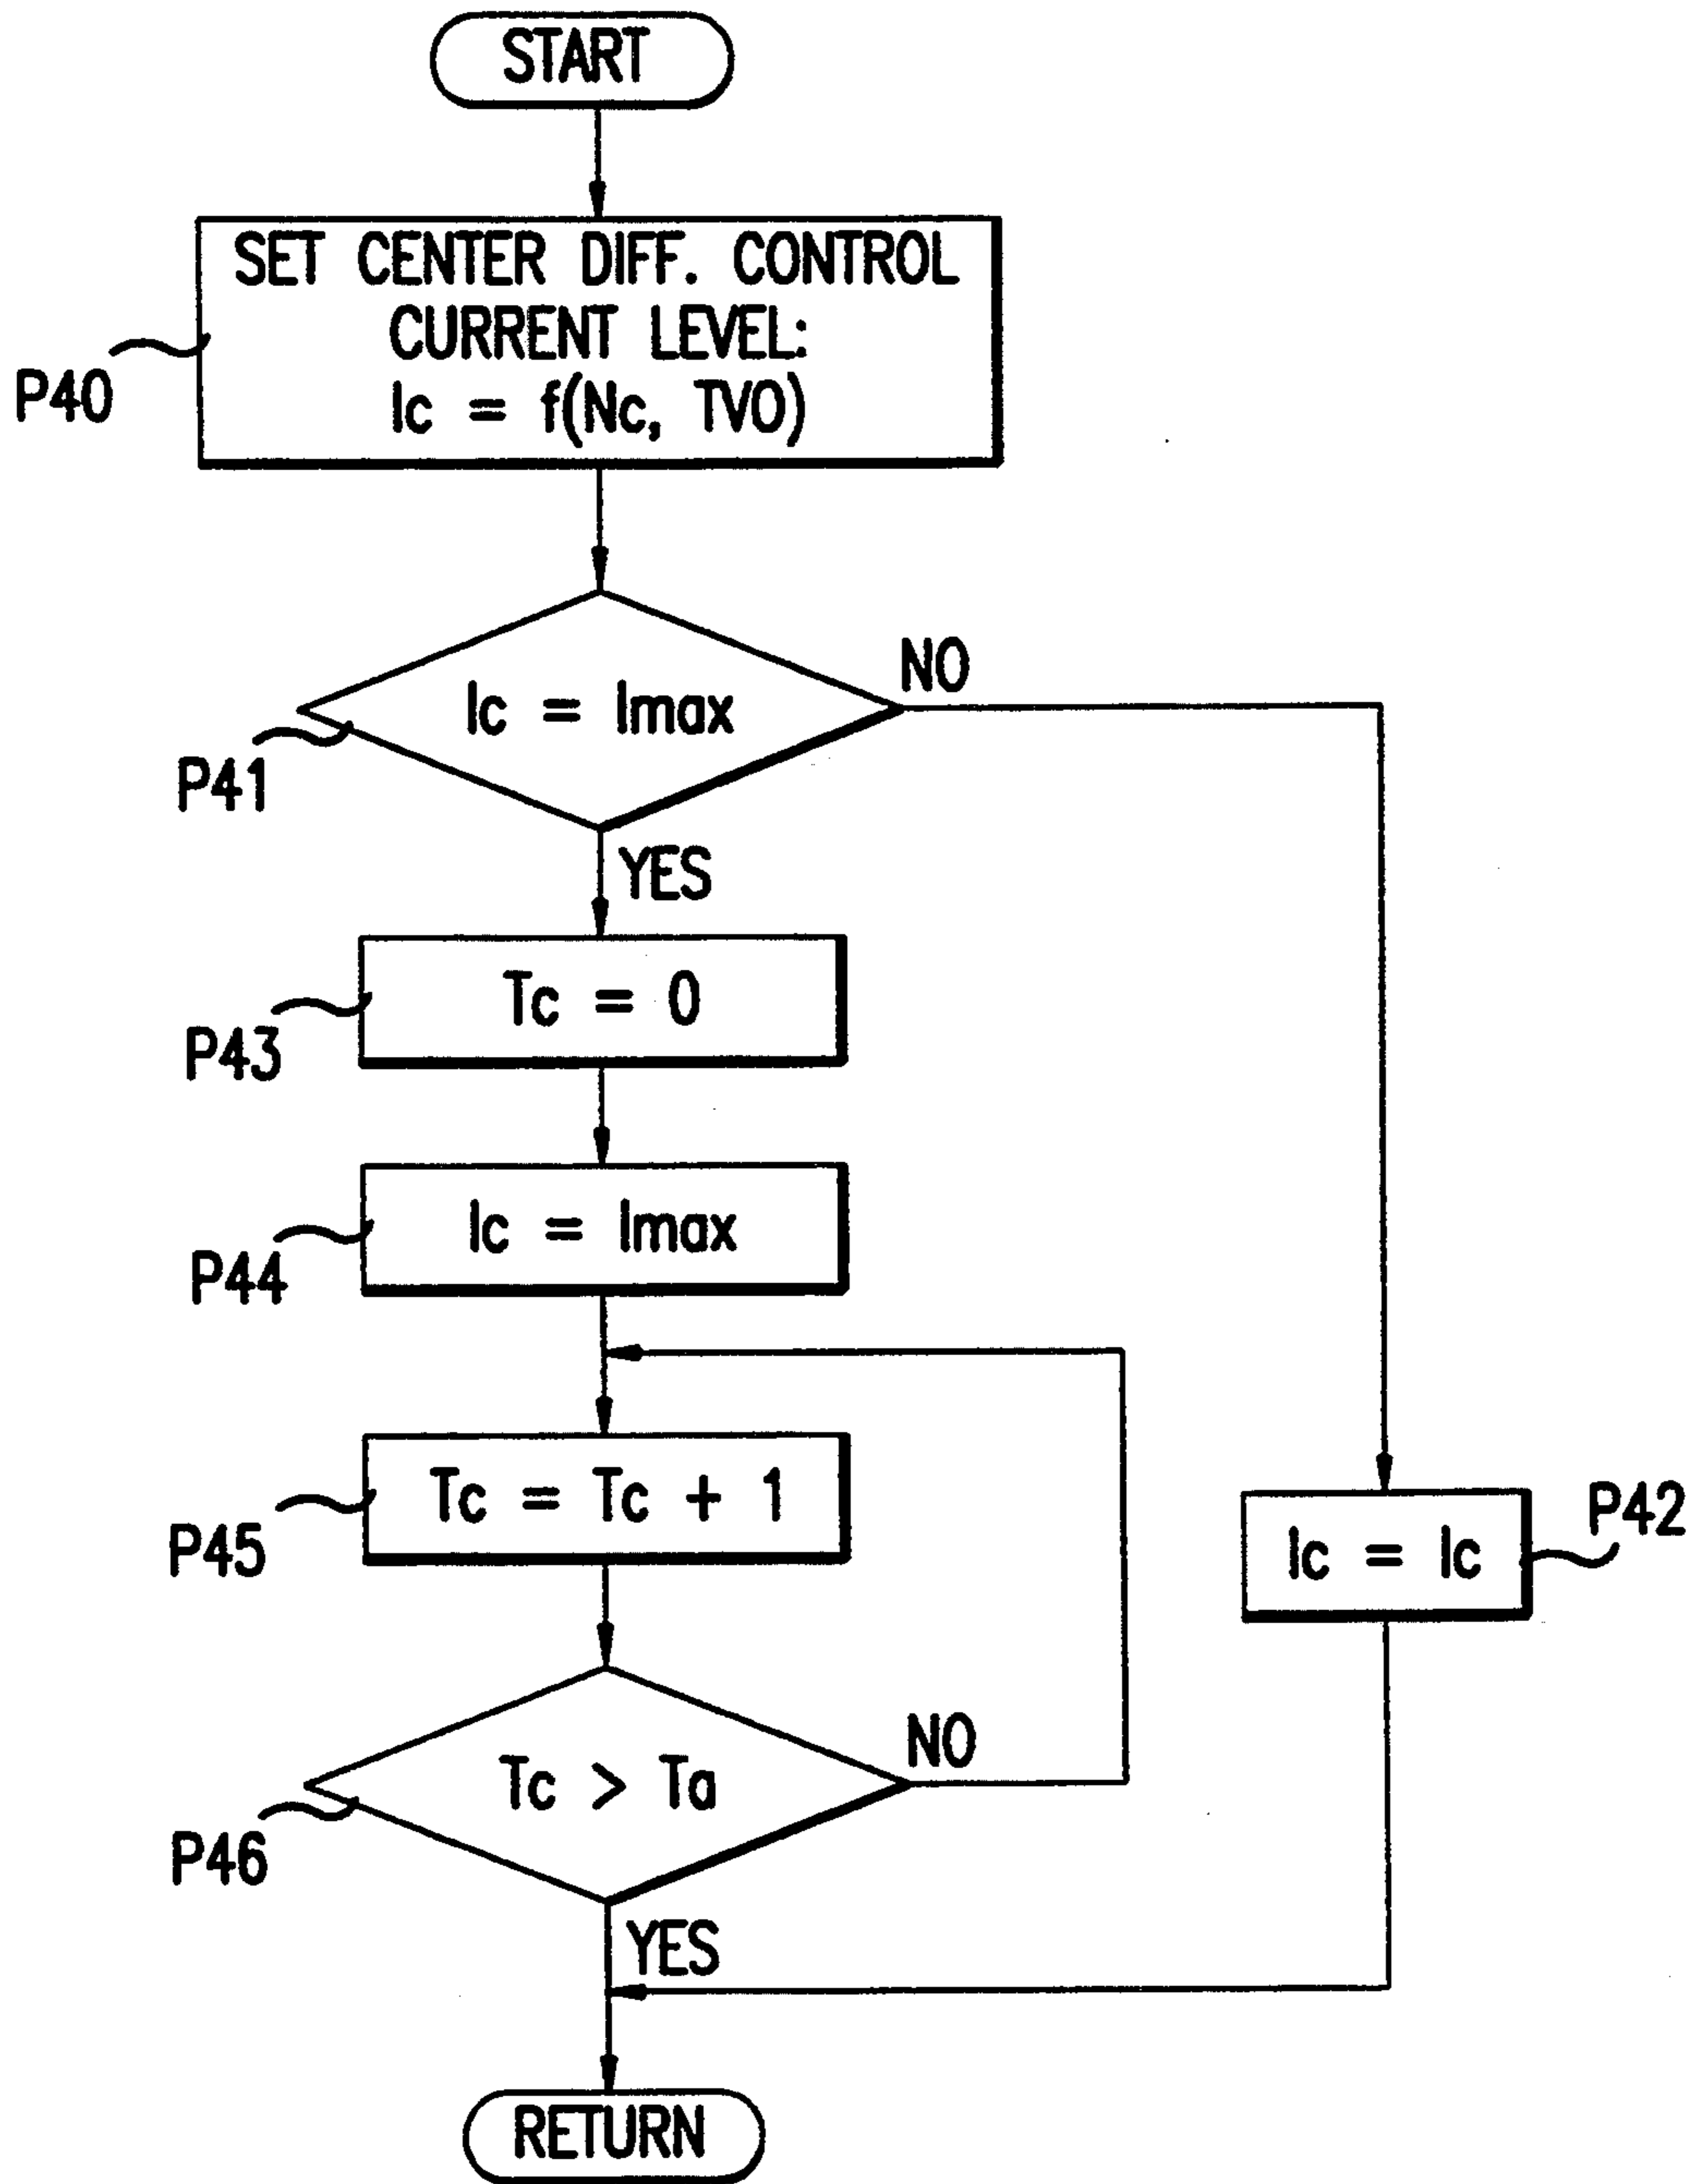 START
SET CENTER DIFF. CONTROL
CURRENT LEVEL:
Ic = f(Nc, TVO)
P40
Ic = Imax
NO
P41
YES
Tc = 0
P43
Ic = Imax
P44
Tc = Tc + 1
P45
P42
Ic = Ic
Tc > Ta
NO
P46
YES
RETURN